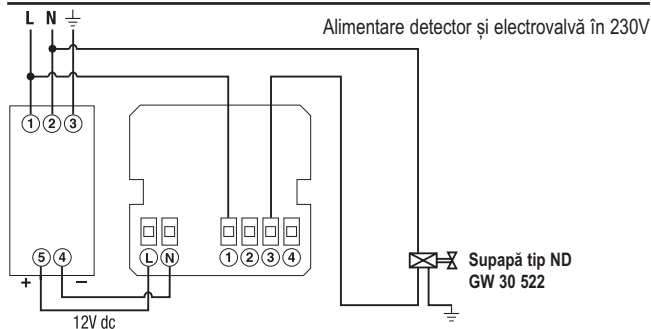 L N
Alimentare detector și electrovalvă în 230V
1 2 3
L N 1 2 3 4
5 4
+ –
12V dc
Supapă tip ND
GW 30 522